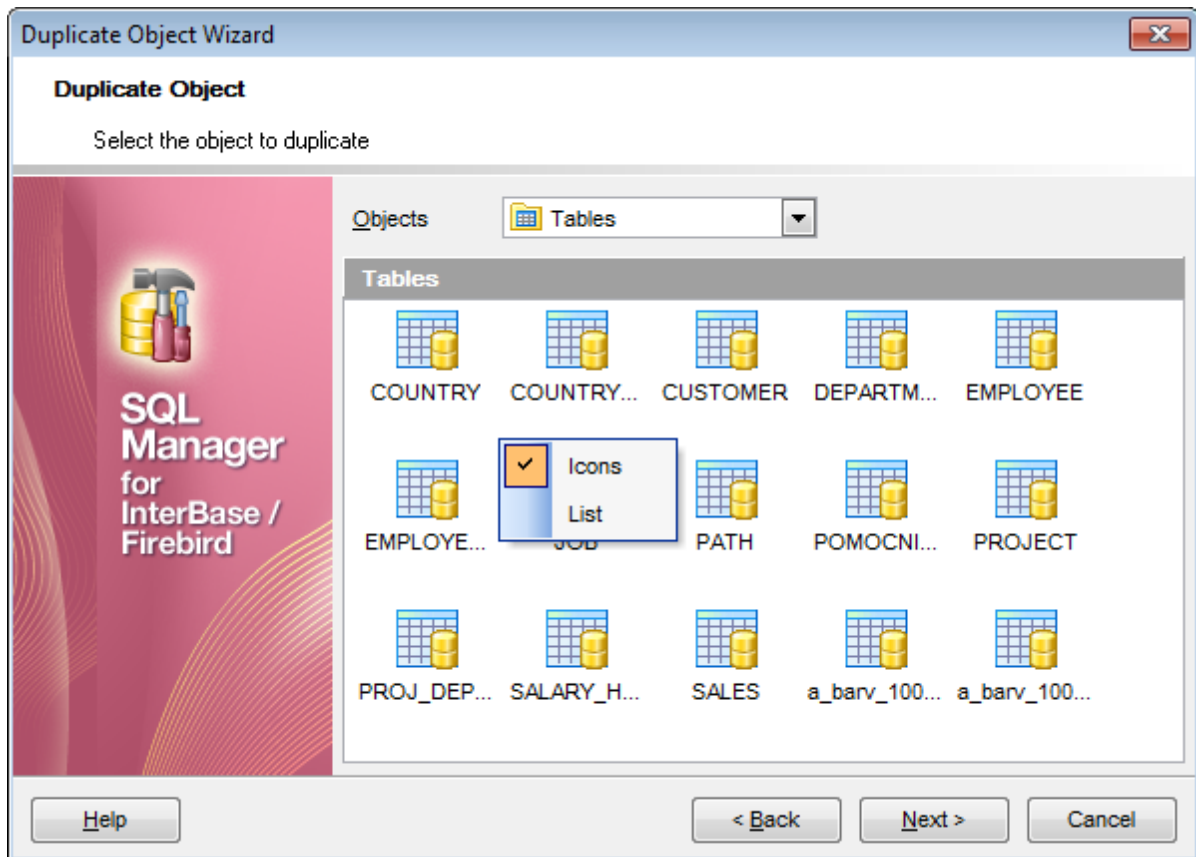 Duplicate Object Wizard
Duplicate Object
Select the object to duplicate
Objects
Tables
Tables
COUNTRY COUNTRY... CUSTOMER DEPARTM... EMPLOYEE
Icons
List
EMPLOYE... JOB PATH POMOCNI... PROJECT
PROJ_DEP... SALARY_H... SALES a_barv_100... a_barv_100...
SQL
Manager
for
InterBase /
Firebird
Help
< Back
Next >
Cancel